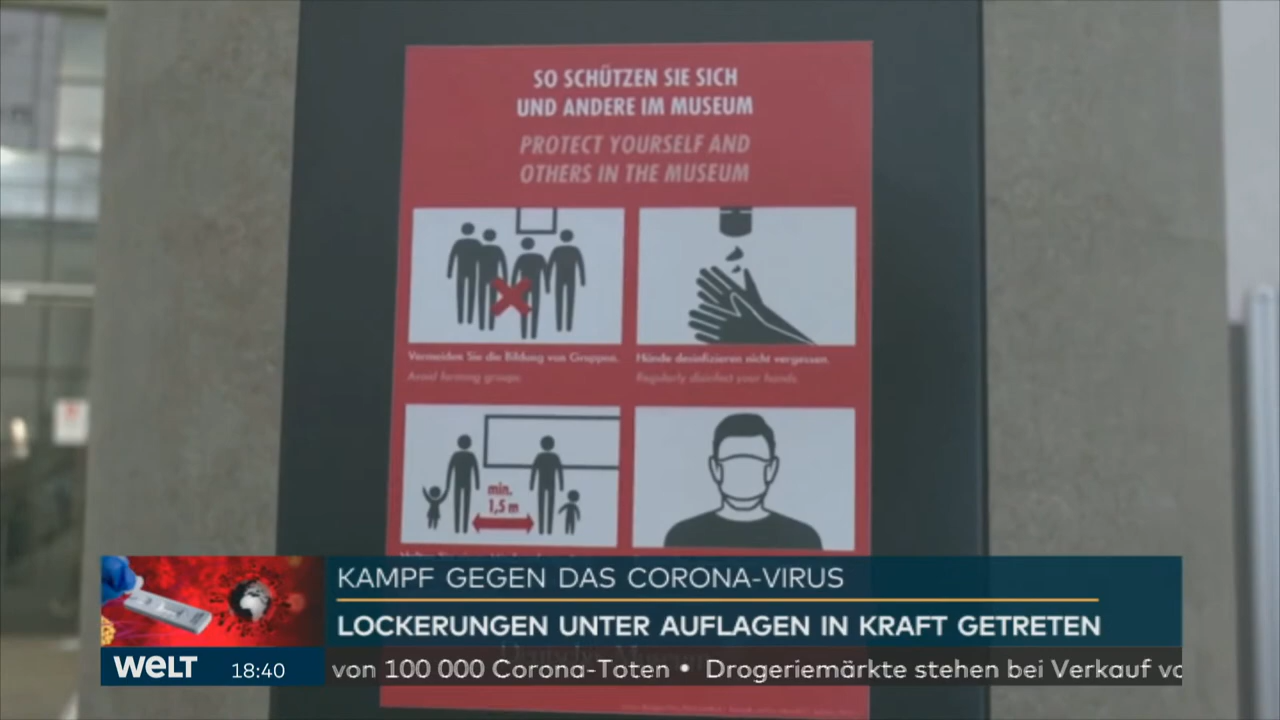 SO SCHÜTZEN SIE SICH
UND ANDERE IM MUSEUM
PROTECT YOURSELF AND
OTHERS IN THE MUSEUM
Vermeiden Sie die Bildung von Gruppen.
Avoid forming groups.
Hände desinfizieren nicht vergessen.
Regularly disinfect your hands.
min.
1,5 m
KAMPF GEGEN DAS CORONA-VIRUS
LOCKERUNGEN UNTER AUFLAGEN IN KRAFT GETRETEN
WELT 18:40 von 100 000 Corona-Toten • Drogeriemärkte stehen bei Verkauf